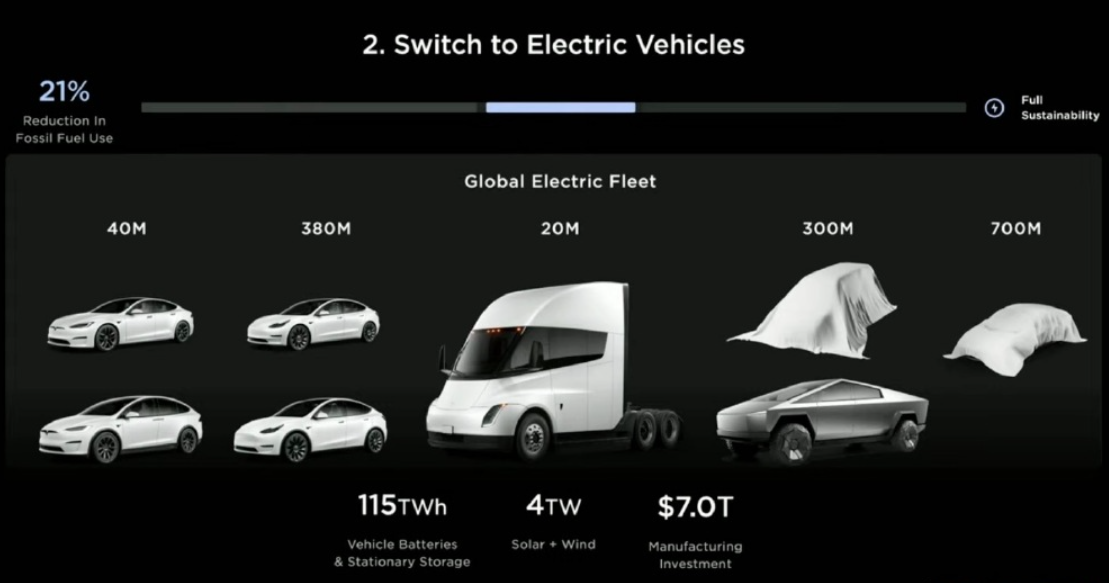 2. Switch to Electric Vehicles
21%
Reduction In
Fossil Fuel Use
Full
Sustainability
Global Electric Fleet
40M
380M
20M
300M
700M
115TWh
Vehicle Batteries
& Stationary Storage
4TW
Solar + Wind
$7.0T
Manufacturing
Investment